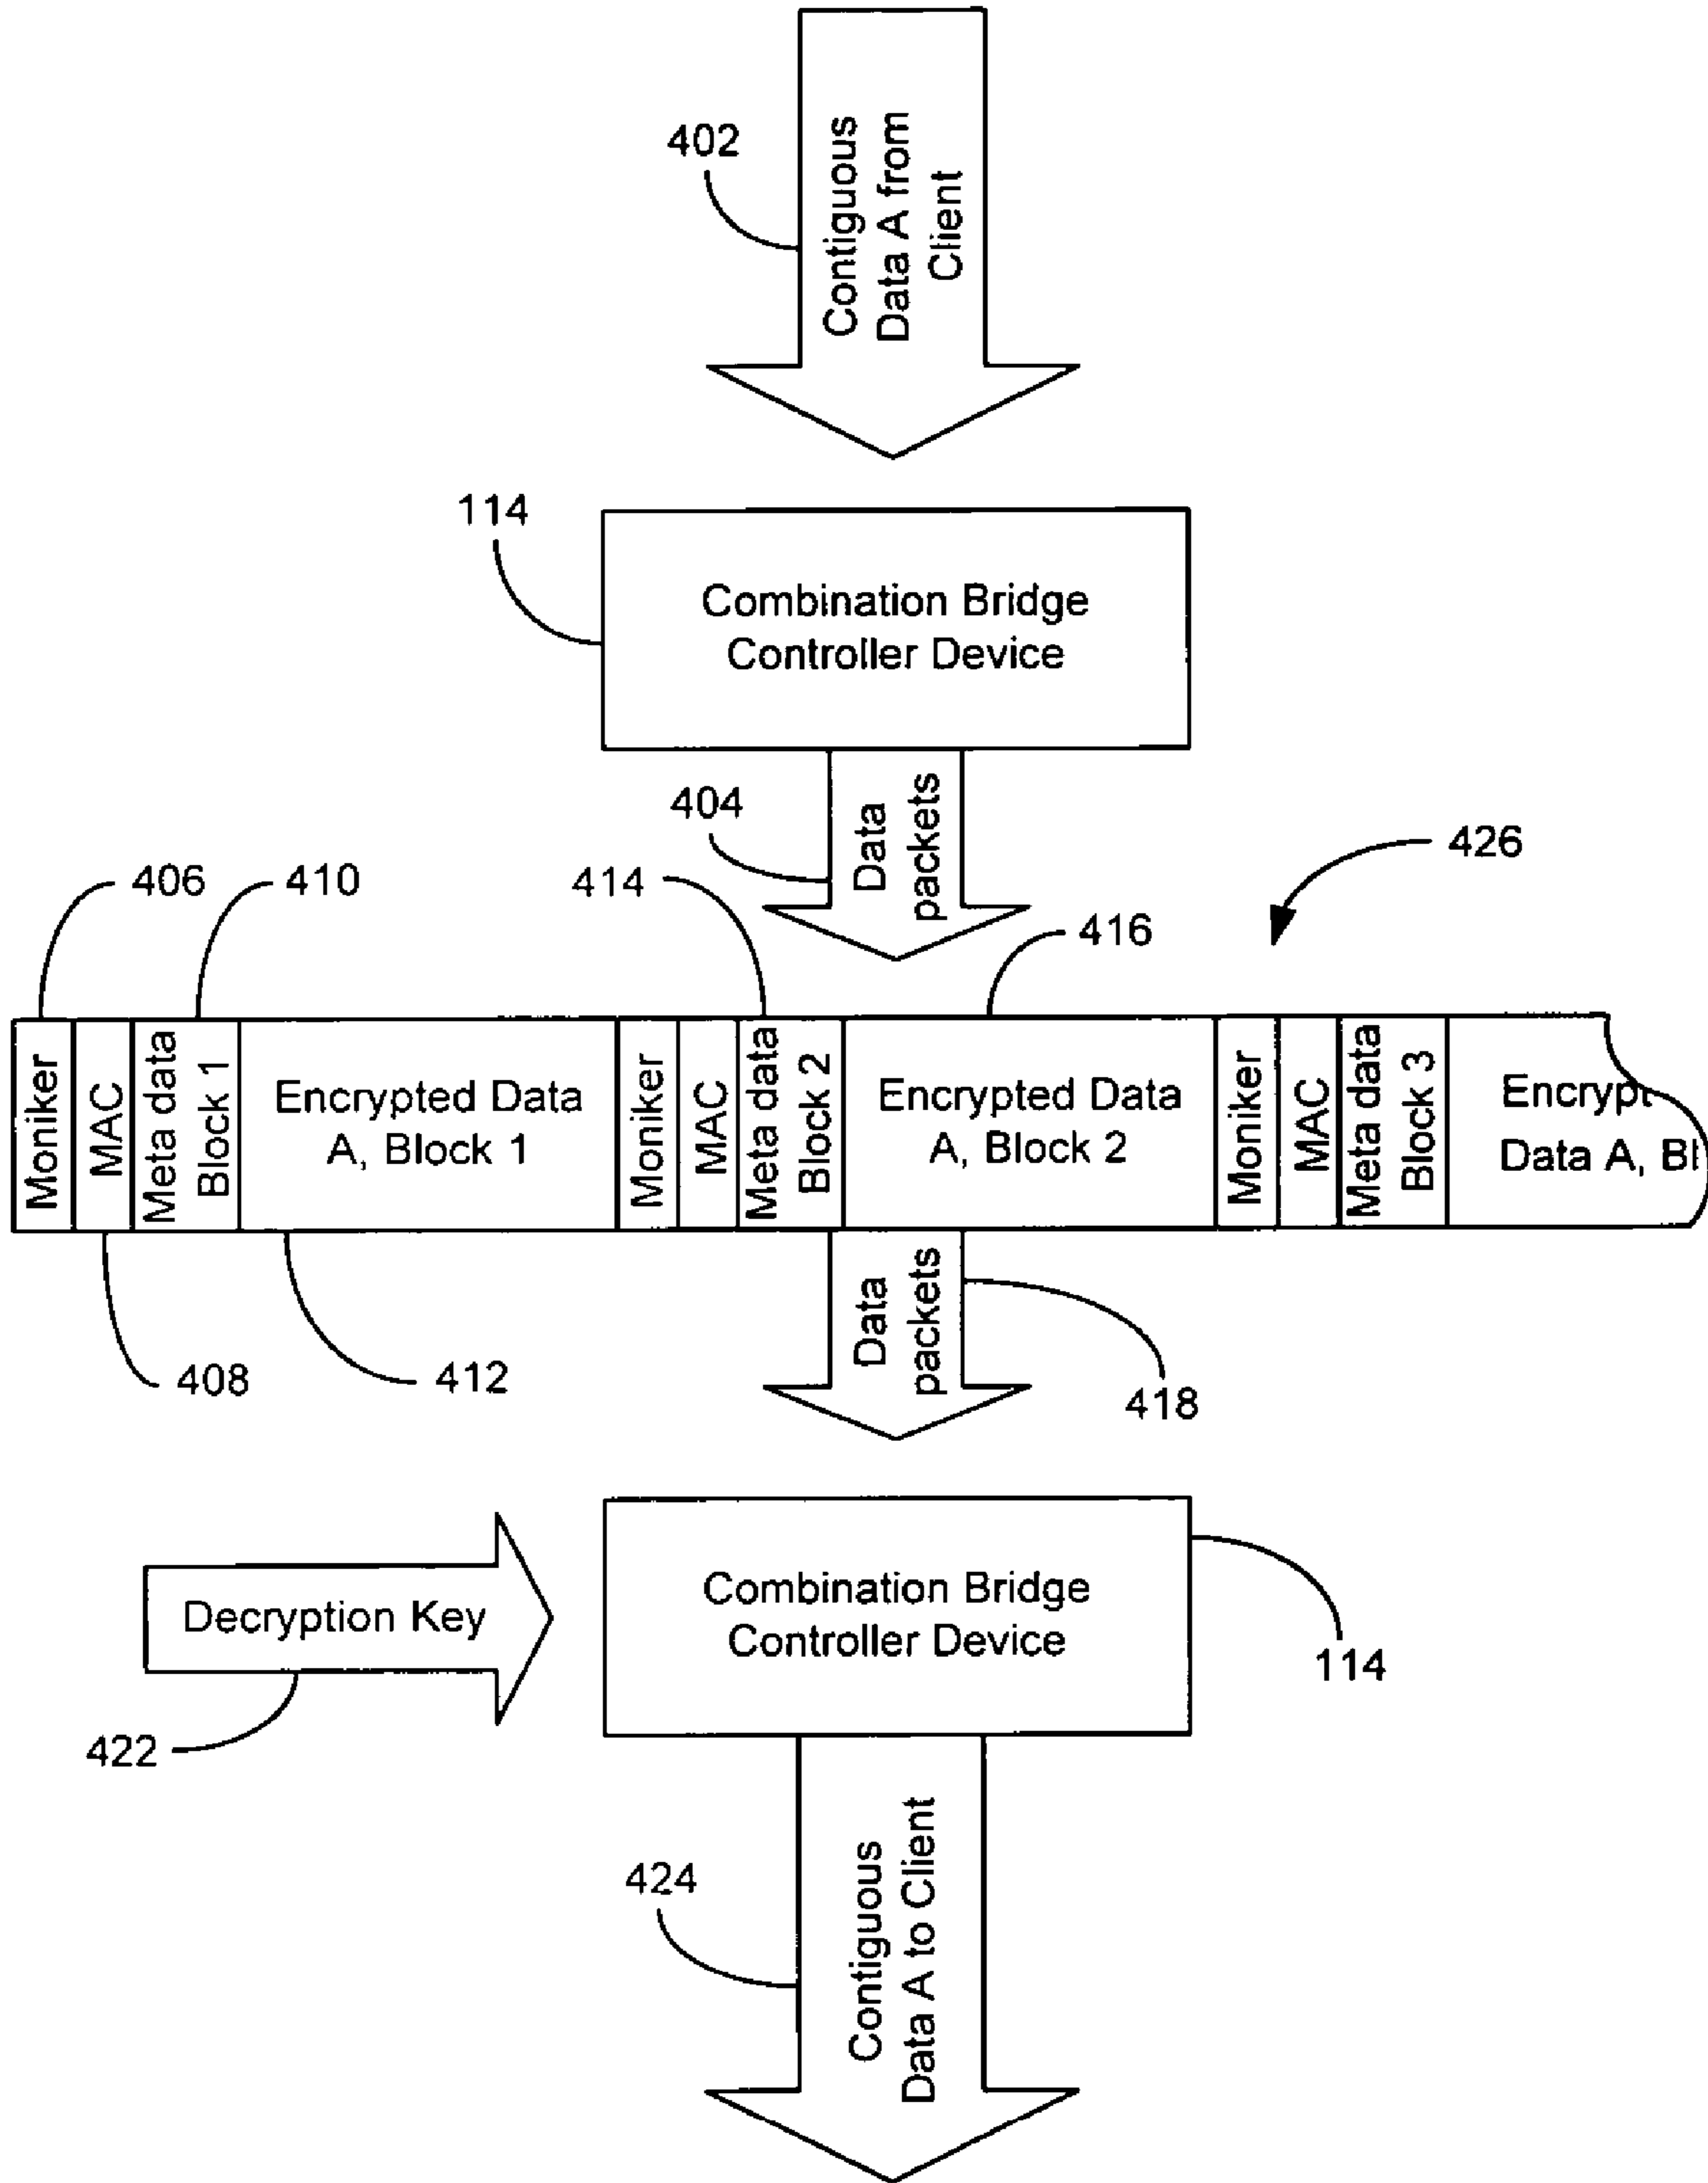 402
Contiguous
Data A from
Client
114
Combination Bridge
Controller Device
404
Data
packets
426
406
410
414
416
Moniker
MAC
Meta data
Block 1
Encrypted Data
A, Block 1
Moniker
MAC
Meta data
Block 2
Encrypted Data
A, Block 2
Moniker
MAC
Meta data
Block 3
Encrypt
Data A, Bl
408
412
Data
packets
418
Decryption Key
422
Combination Bridge
Controller Device
114
424
Contiguous
Data A to Client